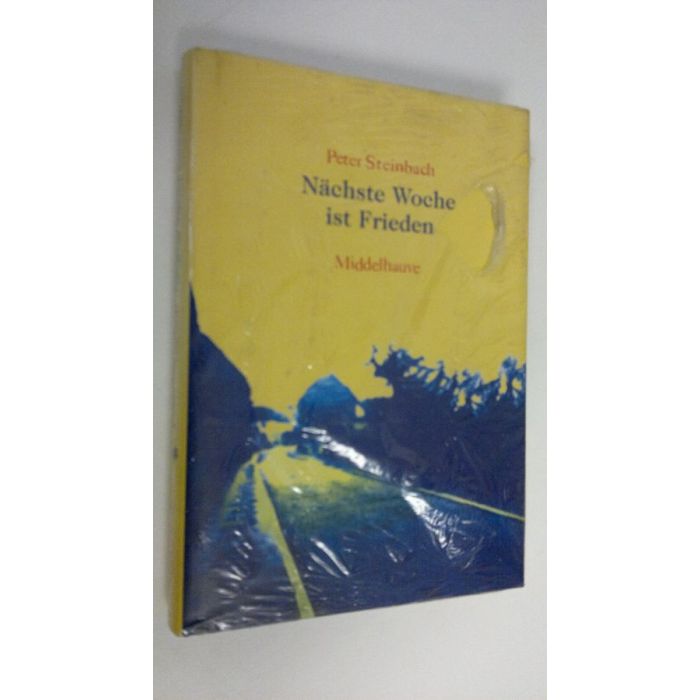 Peter Steinbach
Nächste Woche
ist Frieden
Middelhauve